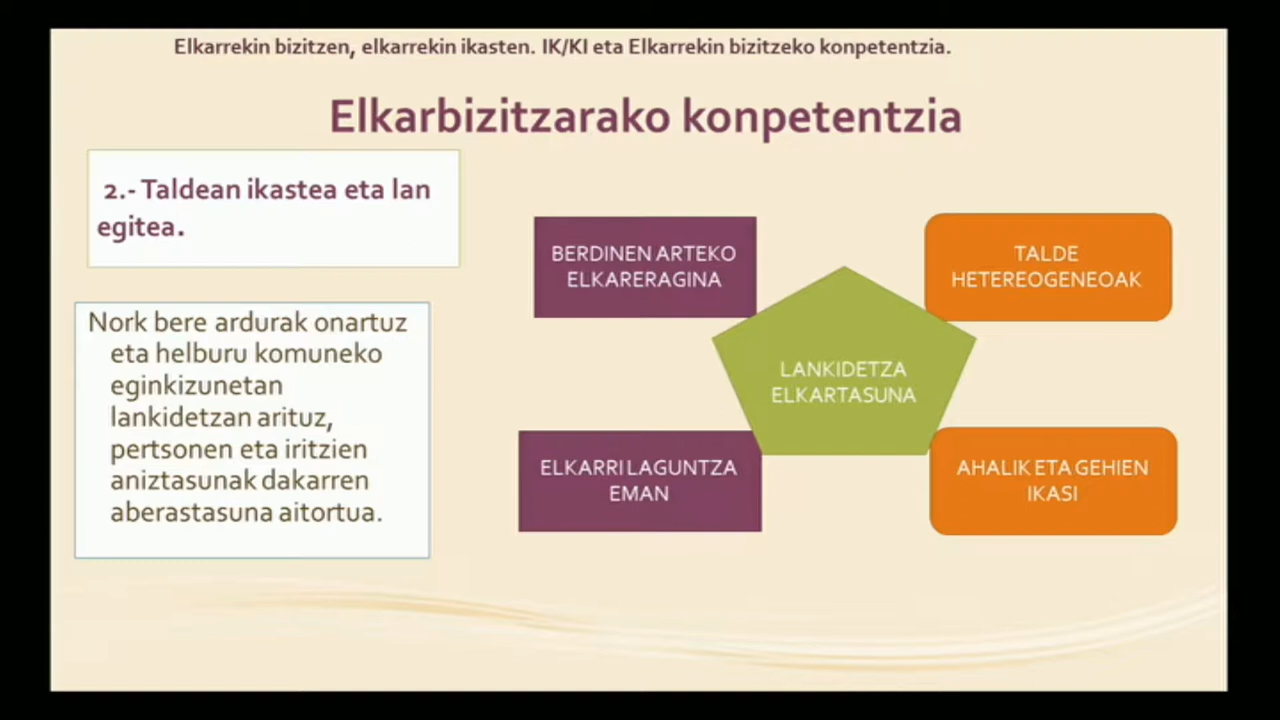 Elkarrekin bizitzen, elkarrekin ikasten. IK/KI eta Elkarrekin bizitzeko konpetentzia.
Elkarbizitzarako konpetentzia
2.- Taldean ikastea eta lan
egitea.
Nork bere ardurak onartuz
eta helburu komuneko
eginkizunetan
lankidetzan arituz,
pertsonen eta iritzien
aniztasunak dakarren
aberastasuna aitortua.
BERDINEN ARTEKO
ELKARERAGINA
TALDE
HETEREOGENEOAK
LANKIDETZA
ELKARTASUNA
ELKARRI LAGUNTZA
EMAN
AHALIK ETA GEHIEN
IKASI